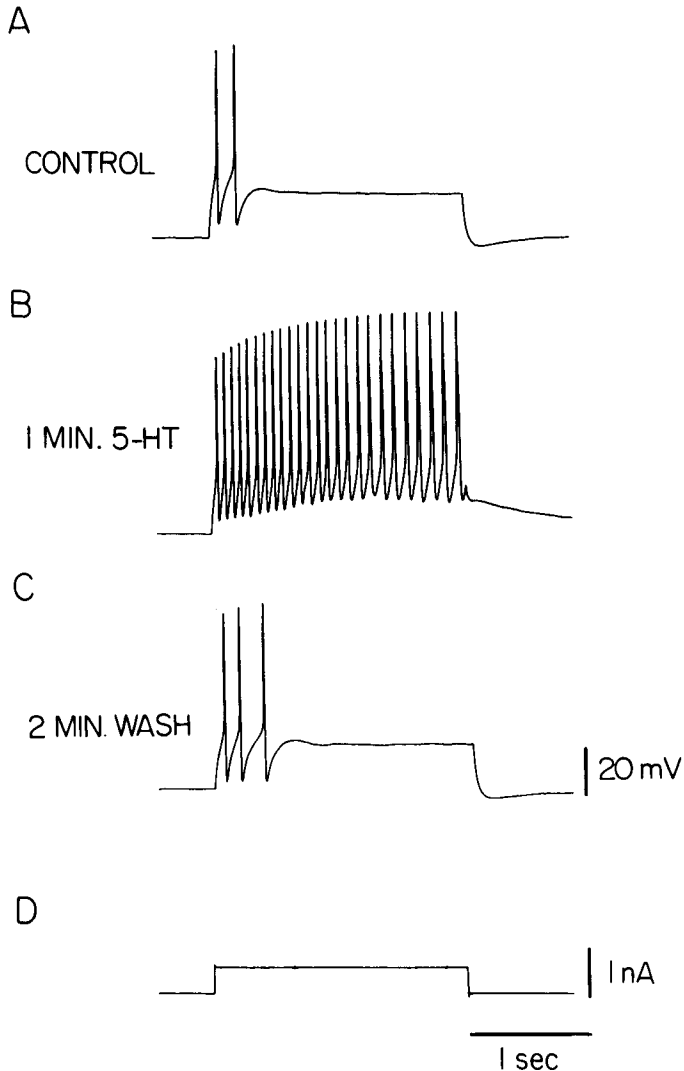 A
CONTROL
B
1 MIN. 5-HT
C
2 MIN. WASH
20 mV
D
1 nA
1 sec